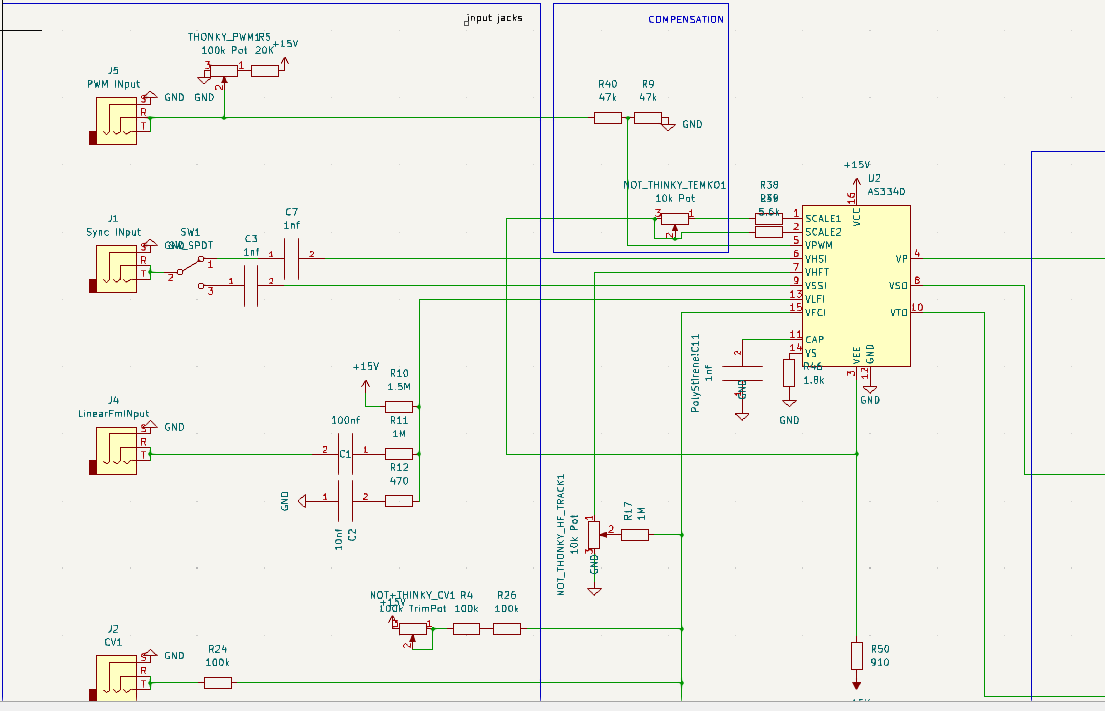 input jacks
COMPENSATION
THONKY_PWM1
R5
100k Pot
20K
+15V
3
1
2
J5
PWM INput
S
GND
GND
R
T
R40
R9
47k
47k
GND
NOT_THINKY_TEMKO1
10k Pot
3
1
2
R38
5.6k
+15V
U2
AS3340
16
VCC
1
SCALE1
2
SCALE2
5
VPWM
6
VHSI
7
VHFT
9
VSSI
13
VLFI
15
VFCI
11
CAP
14
VS
VP
4
VSO
8
VTO
10
VEE
3
GND
12
GND
J1
Sync INput
S
R
T
GND
SW1
SW_SPDT
1
2
3
C7
1nf
1
2
C3
1nf
1
2
PolyStirene!C11
1nf
2
1
GND
R46
1.8k
GND
+15V
R10
1.5M
R11
1M
R12
470
100nf
2
C1
1
GND
1
2
10nf
C2
J4
LinearFmINput
S
GND
R
T
NOT_THONKY_HF_TRACK1
10k Pot
1
2
3
GND
R17
1M
NOT+THINKY_CV1
R4
R26
+15V
100k TrimPot
100k
100k
3
1
2
J2
CV1
S
GND
R
T
R24
100k
R50
910